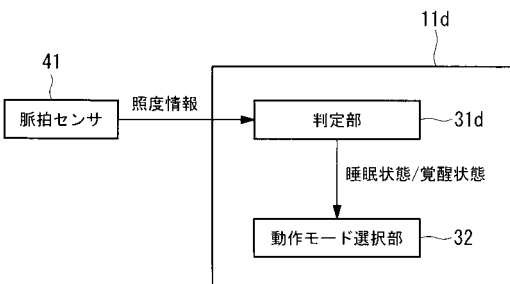 11d
41
脈拍センサ
照度情報
判定部
31d
睡眠状態/覚醒状態
動作モード選択部
32